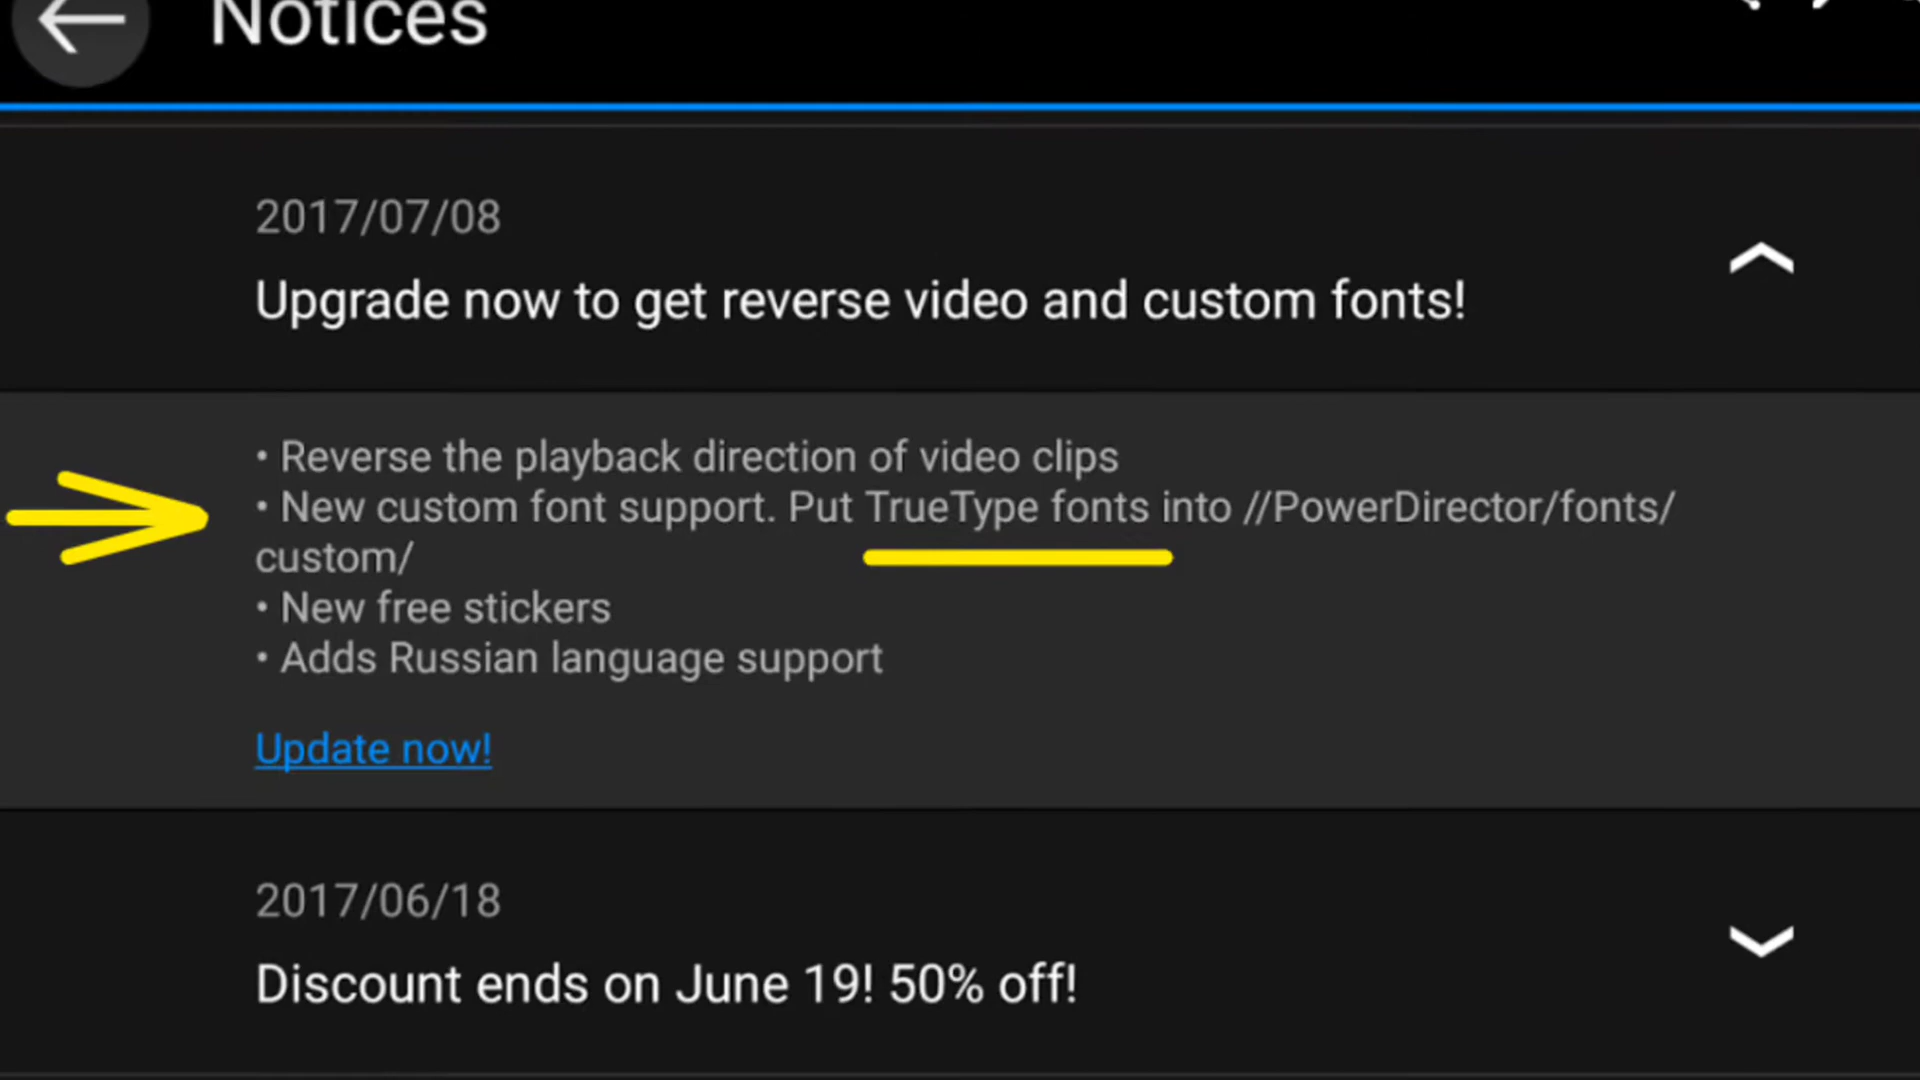 Notices
2017/07/08
Upgrade now to get reverse video and custom fonts!
• Reverse the playback direction of video clips
• New custom font support. Put TrueType fonts into //PowerDirector/fonts/
custom/
• New free stickers
• Adds Russian language support
Update now!
2017/06/18
Discount ends on June 19! 50% off!